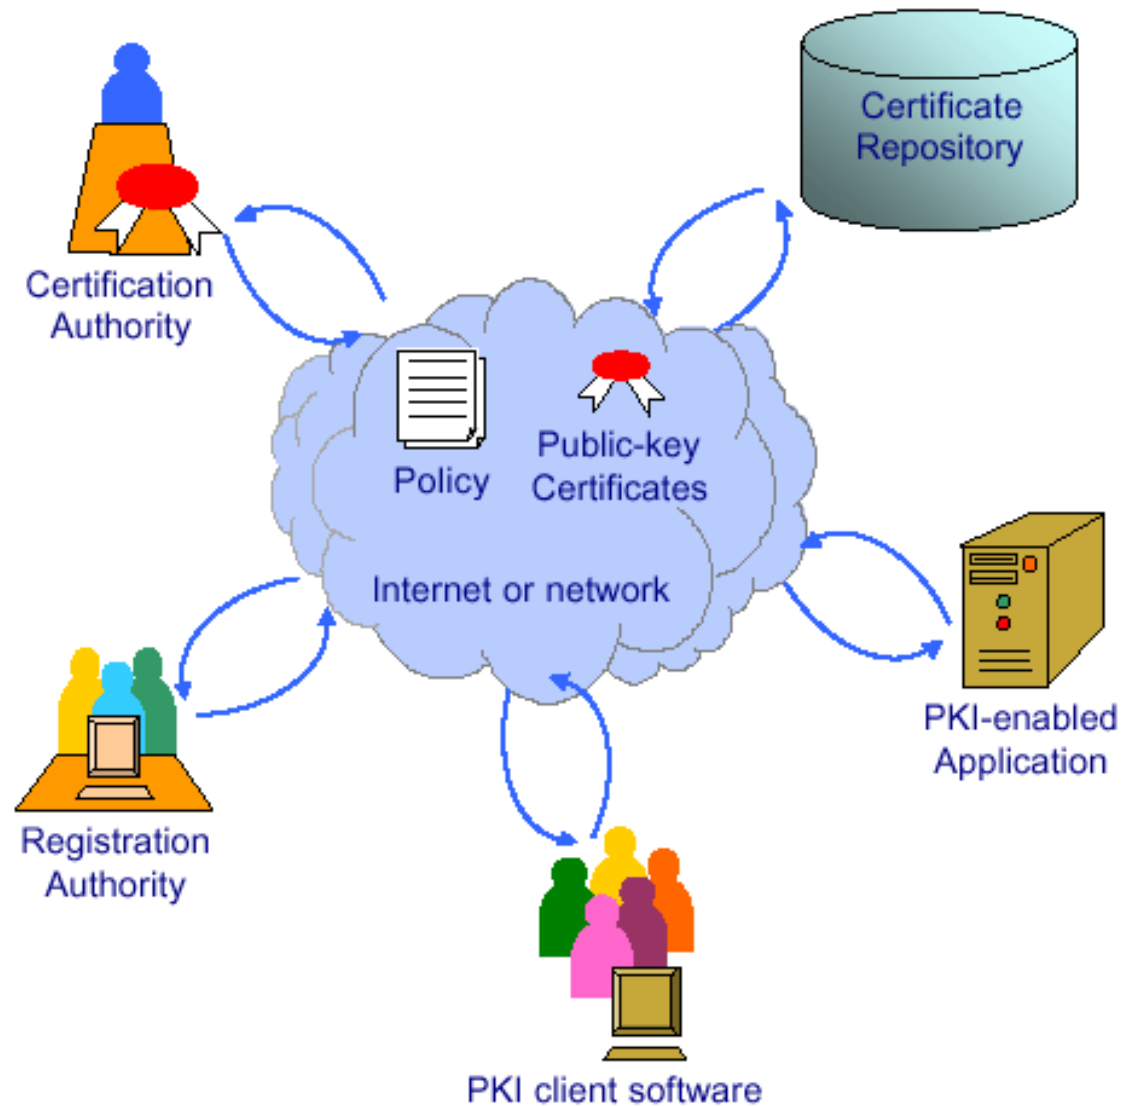 Certificate
Repository
Certification
Authority
Policy
Public-key
Certificates
Internet or network
PKI-enabled
Application
Registration
Authority
PKI client software